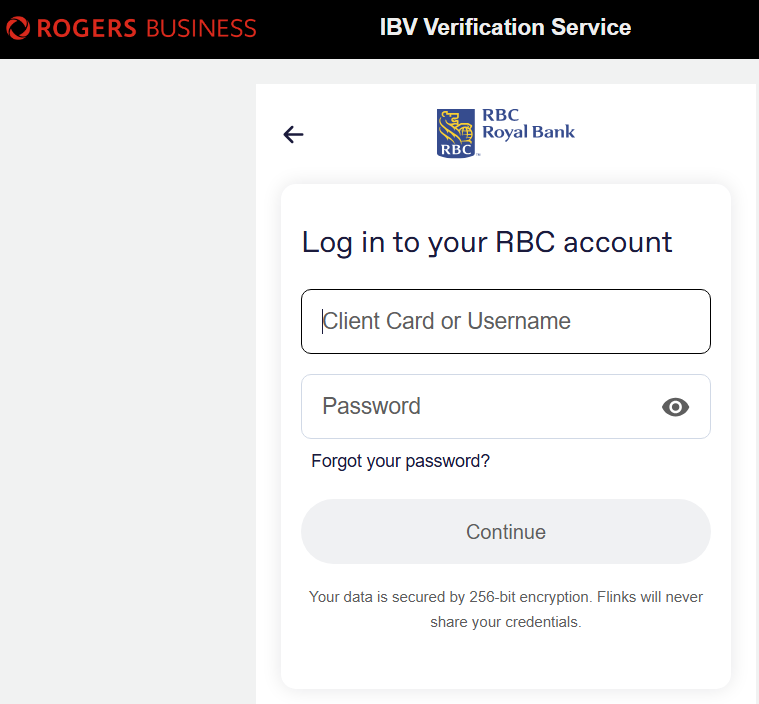 ROGERS BUSINESS
IBV Verification Service
RBC
Royal Bank
RBC
TM
Log in to your RBC account
Client Card or Username
Password
Forgot your password?
Continue
Your data is secured by 256-bit encryption. Flinks will never
share your credentials.